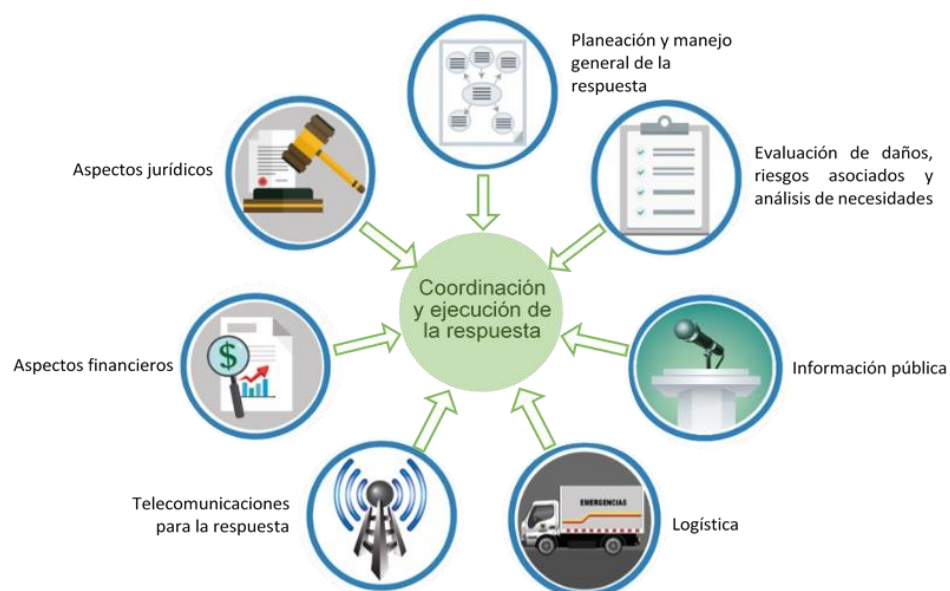 Planeación y manejo
general de la
respuesta
Evaluación de daños,
riesgos asociados y
análisis de necesidades
Información pública
Logística
EMERGENCIAS
Telecomunicaciones
para la respuesta
Aspectos financieros
Aspectos jurídicos
Coordinación
y ejecución de
la respuesta